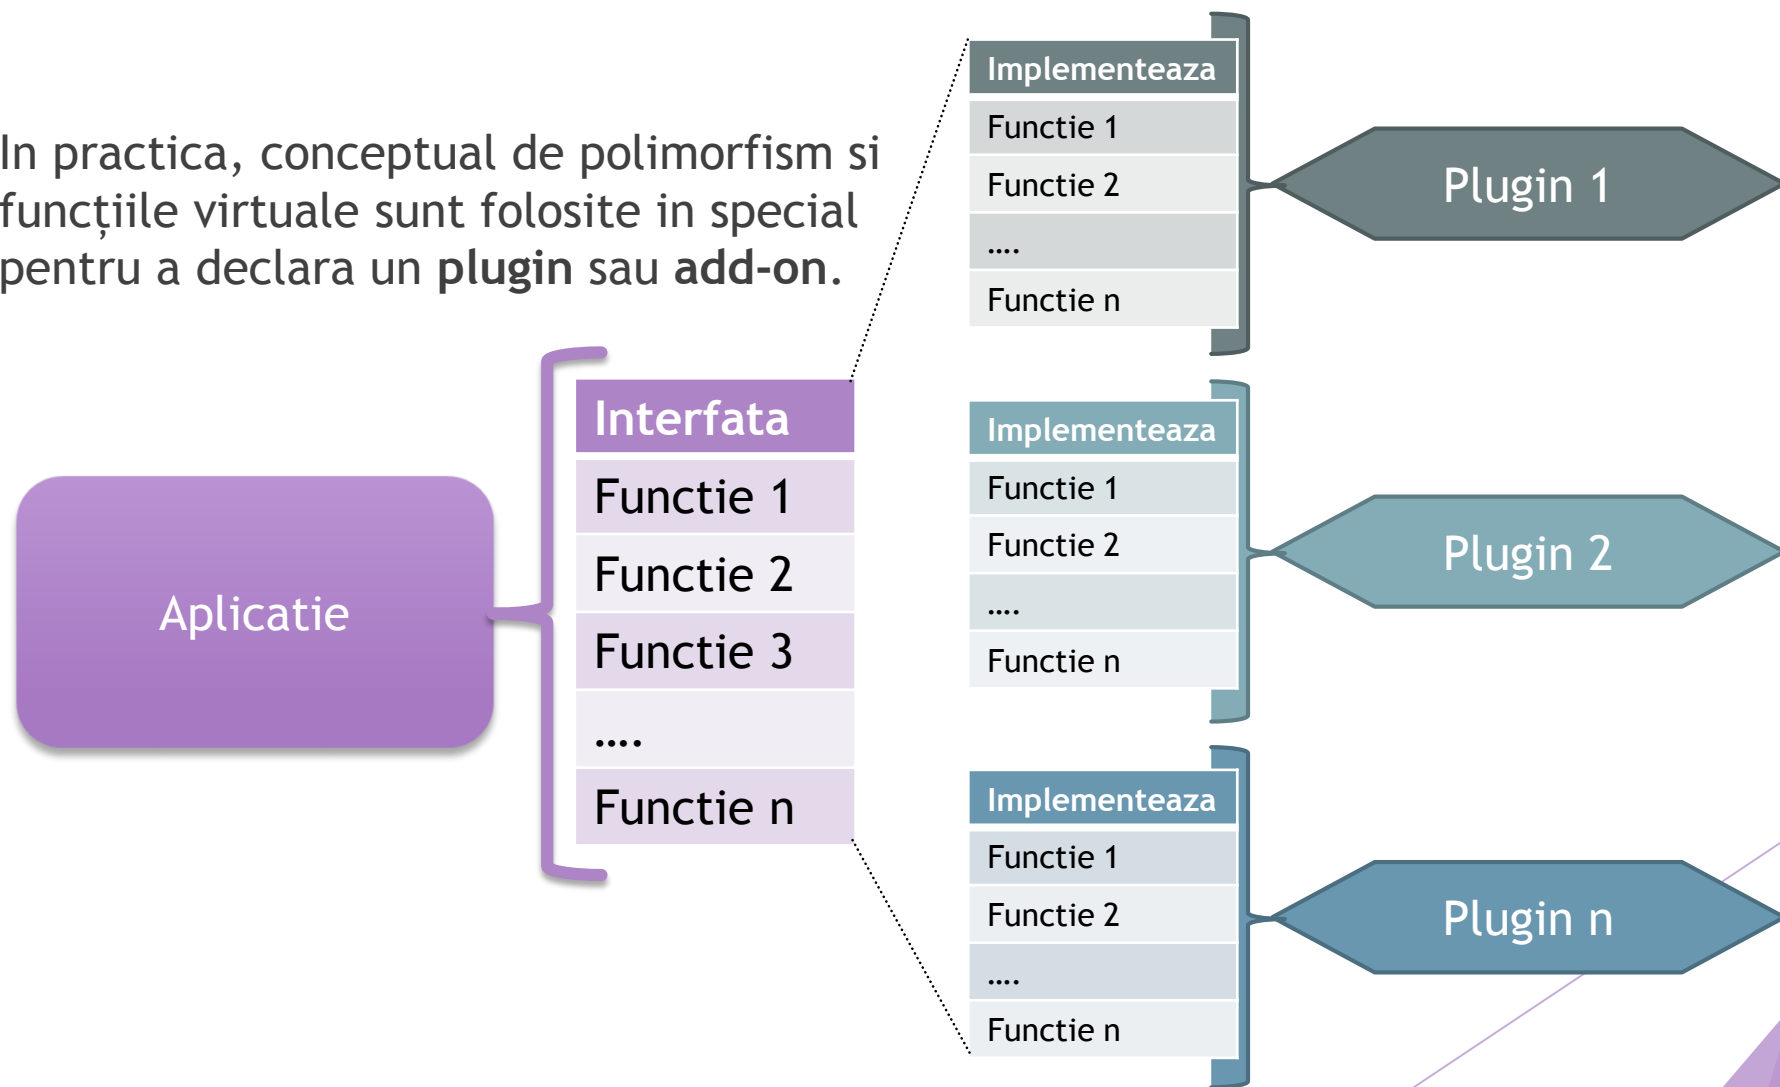 In practica, conceptual de polimorfism si
funcțiile virtuale sunt folosite in special
pentru a declara un plugin sau add-on.
Aplicatie
Interfata
Functie 1
Functie 2
Functie 3
....
Functie n
Implementeaza
Functie 1
Functie 2
....
Functie n
Plugin 1
Implementeaza
Functie 1
Functie 2
....
Functie n
Plugin 2
Implementeaza
Functie 1
Functie 2
....
Functie n
Plugin n